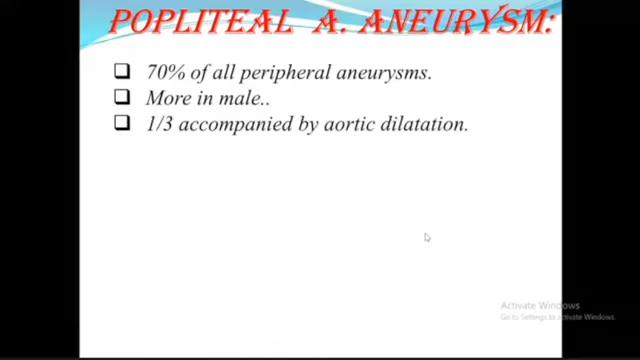 POPLITEAL A. ANEURYSM:
70% of all peripheral aneurysms.
More in male..
1/3 accompanied by aortic dilatation.
Activate Windows
Go to Settings to activate Windows.